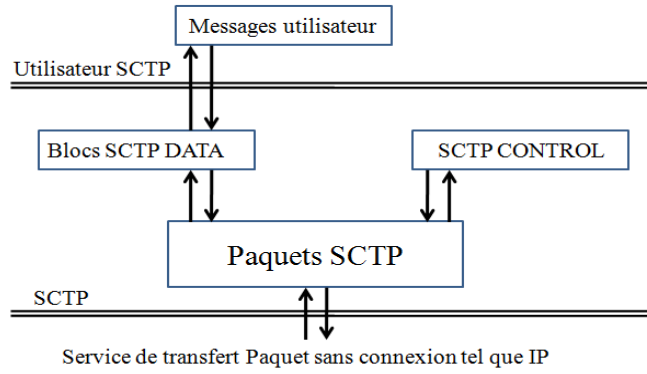 Messages utilisateur
Utilisateur SCTP
Blocs SCTP DATA
SCTP CONTROL
Paquets SCTP
SCTP
Service de transfert Paquet sans connexion tel que IP